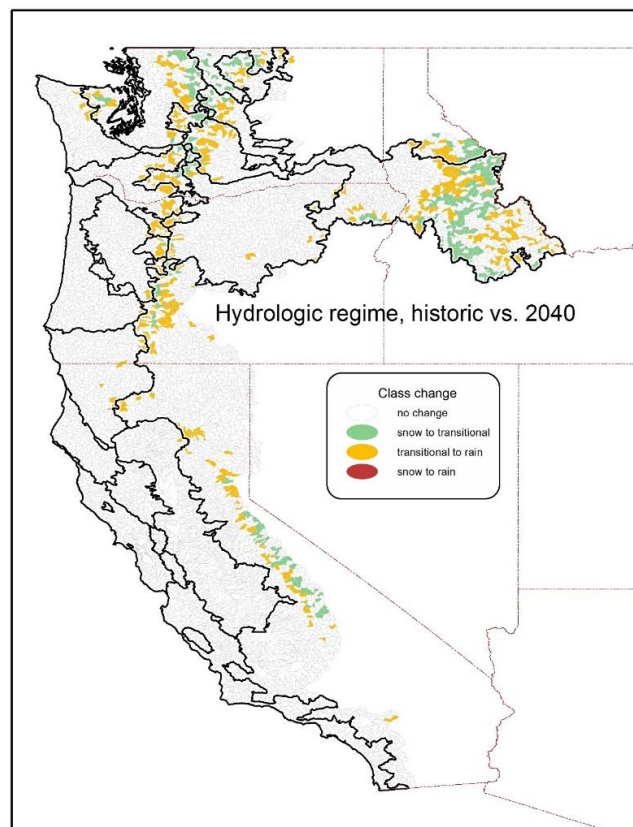 Hydrologic regime, historic vs. 2040
Class change
no change
snow to transitional
transitional to rain
snow to rain